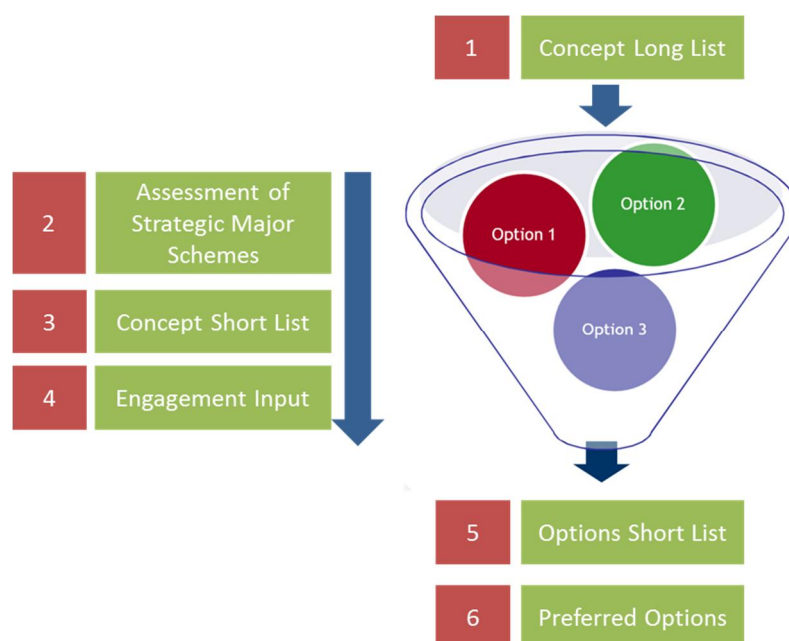 1
Concept Long List
2
Assessment of
Strategic Major
Schemes
3
Concept Short List
4
Engagement Input
Option 1
Option 2
Option 3
5
Options Short List
6
Preferred Options